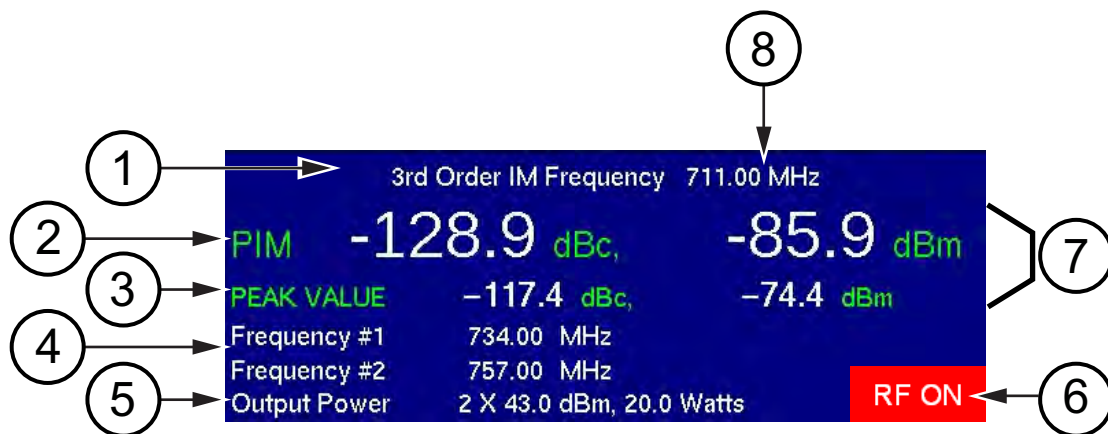 8
1
3rd Order IM Frequency 711.00 MHz
2
PIM -128.9 dBc, -85.9 dBm
7
3
PEAK VALUE –117.4 dBc, –74.4 dBm
4
Frequency #1 734.00 MHz
Frequency #2 757.00 MHz
5
Output Power 2 X 43.0 dBm, 20.0 Watts
RF ON
6